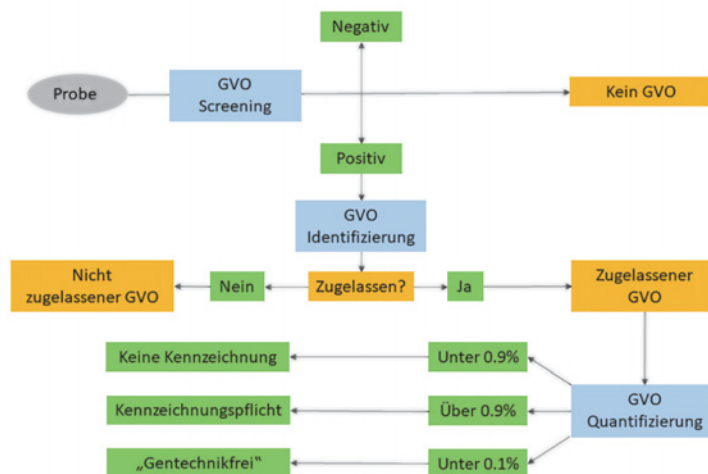 Negativ
Probe
GVO
Screening
Kein GVO
Positiv
GVO
Identifizierung
Nicht
zugelassener GVO
Nein
Zugelassen?
Ja
Zugelassener
GVO
Keine Kennzeichnung
Unter 0.9%
Kennzeichnungspflicht
Über 0.9%
GVO
Quantifizierung
„Gentechnikfrei“
Unter 0.1%